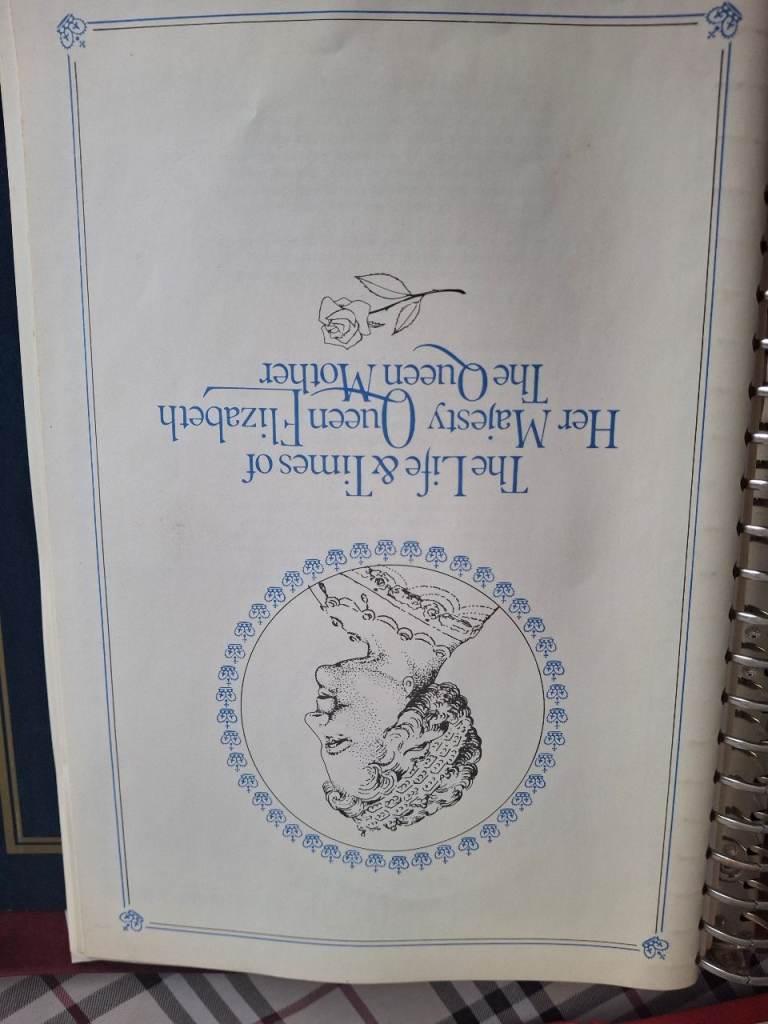 The Life & Times of
Her Majesty Queen Elizabeth
The Queen Mother